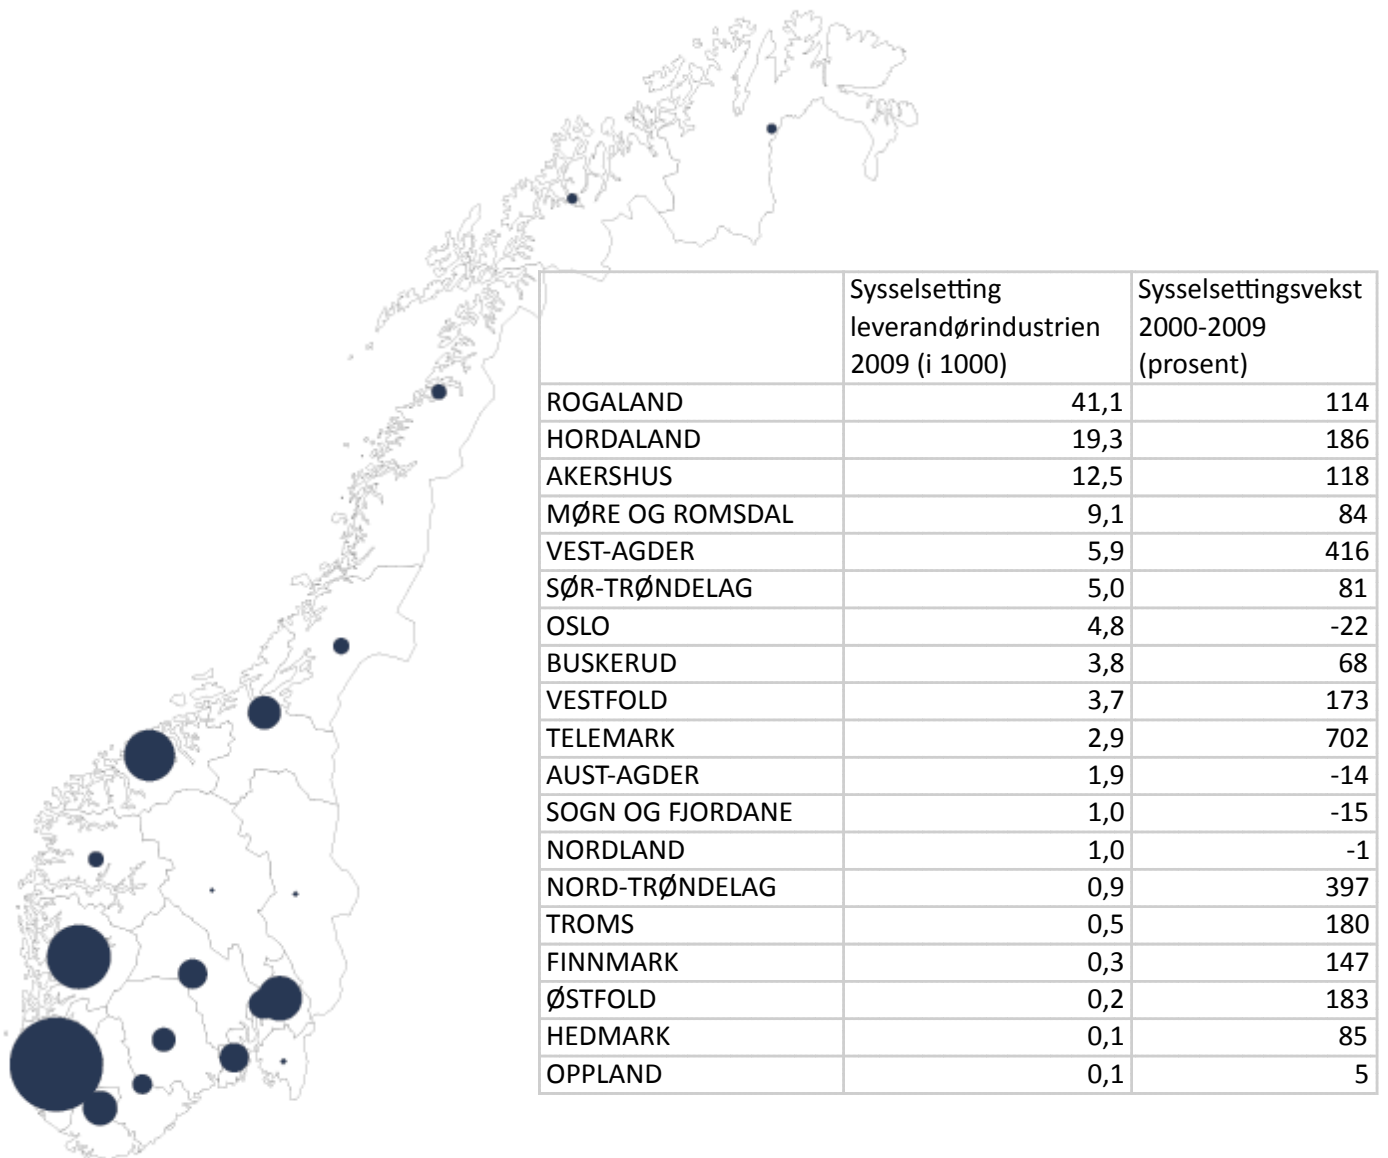 Sysselsetting leverandørindustrien 2009 (i 1000) Sysselsettingsvekst 2000-2009 (prosent)
ROGALAND 41,1 114
HORDALAND 19,3 186
AKERSHUS 12,5 118
MØRE OG ROMSDAL 9,1 84
VEST-AGDER 5,9 416
SØR-TRØNDELAG 5,0 81
OSLO 4,8 -22
BUSKERUD 3,8 68
VESTFOLD 3,7 173
TELEMARK 2,9 702
AUST-AGDER 1,9 -14
SOGN OG FJORDANE 1,0 -15
NORDLAND 1,0 -1
NORD-TRØNDELAG 0,9 397
TROMS 0,5 180
FINNMARK 0,3 147
ØSTFOLD 0,2 183
HEDMARK 0,1 85
OPPLAND 0,1 5